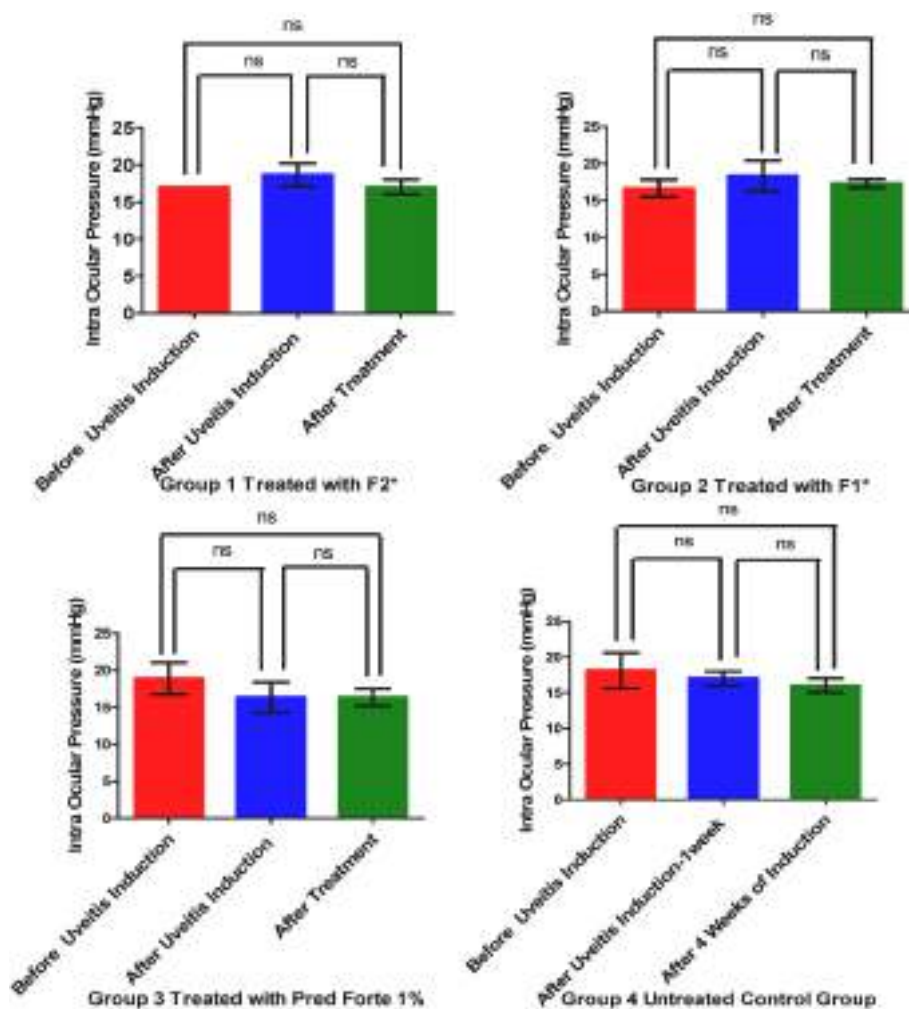 ns
ns
ns
Intra Ocular Pressure (mmHg)
25
20
15
10
5
0
Before Uveitis Induction
After Uveitis Induction
After Treatment
Group 1 Treated with F2*
ns
ns
ns
Intra Ocular Pressure (mmHg)
25
20
15
10
5
0
Before Uveitis Induction
After Uveitis Induction
After Treatment
Group 2 Treated with F1*
ns
ns
ns
Intra Ocular Pressure (mmHg)
25
20
15
10
5
0
Before Uveitis Induction
After Uveitis Induction
After Treatment
Group 3 Treated with Pred Forte 1%
ns
ns
ns
Intra Ocular Pressure (mmHg)
25
20
15
10
5
0
Before Uveitis Induction
After Uveitis Induction-1week
After 4 Weeks of Induction
Group 4 Untreated Control Group